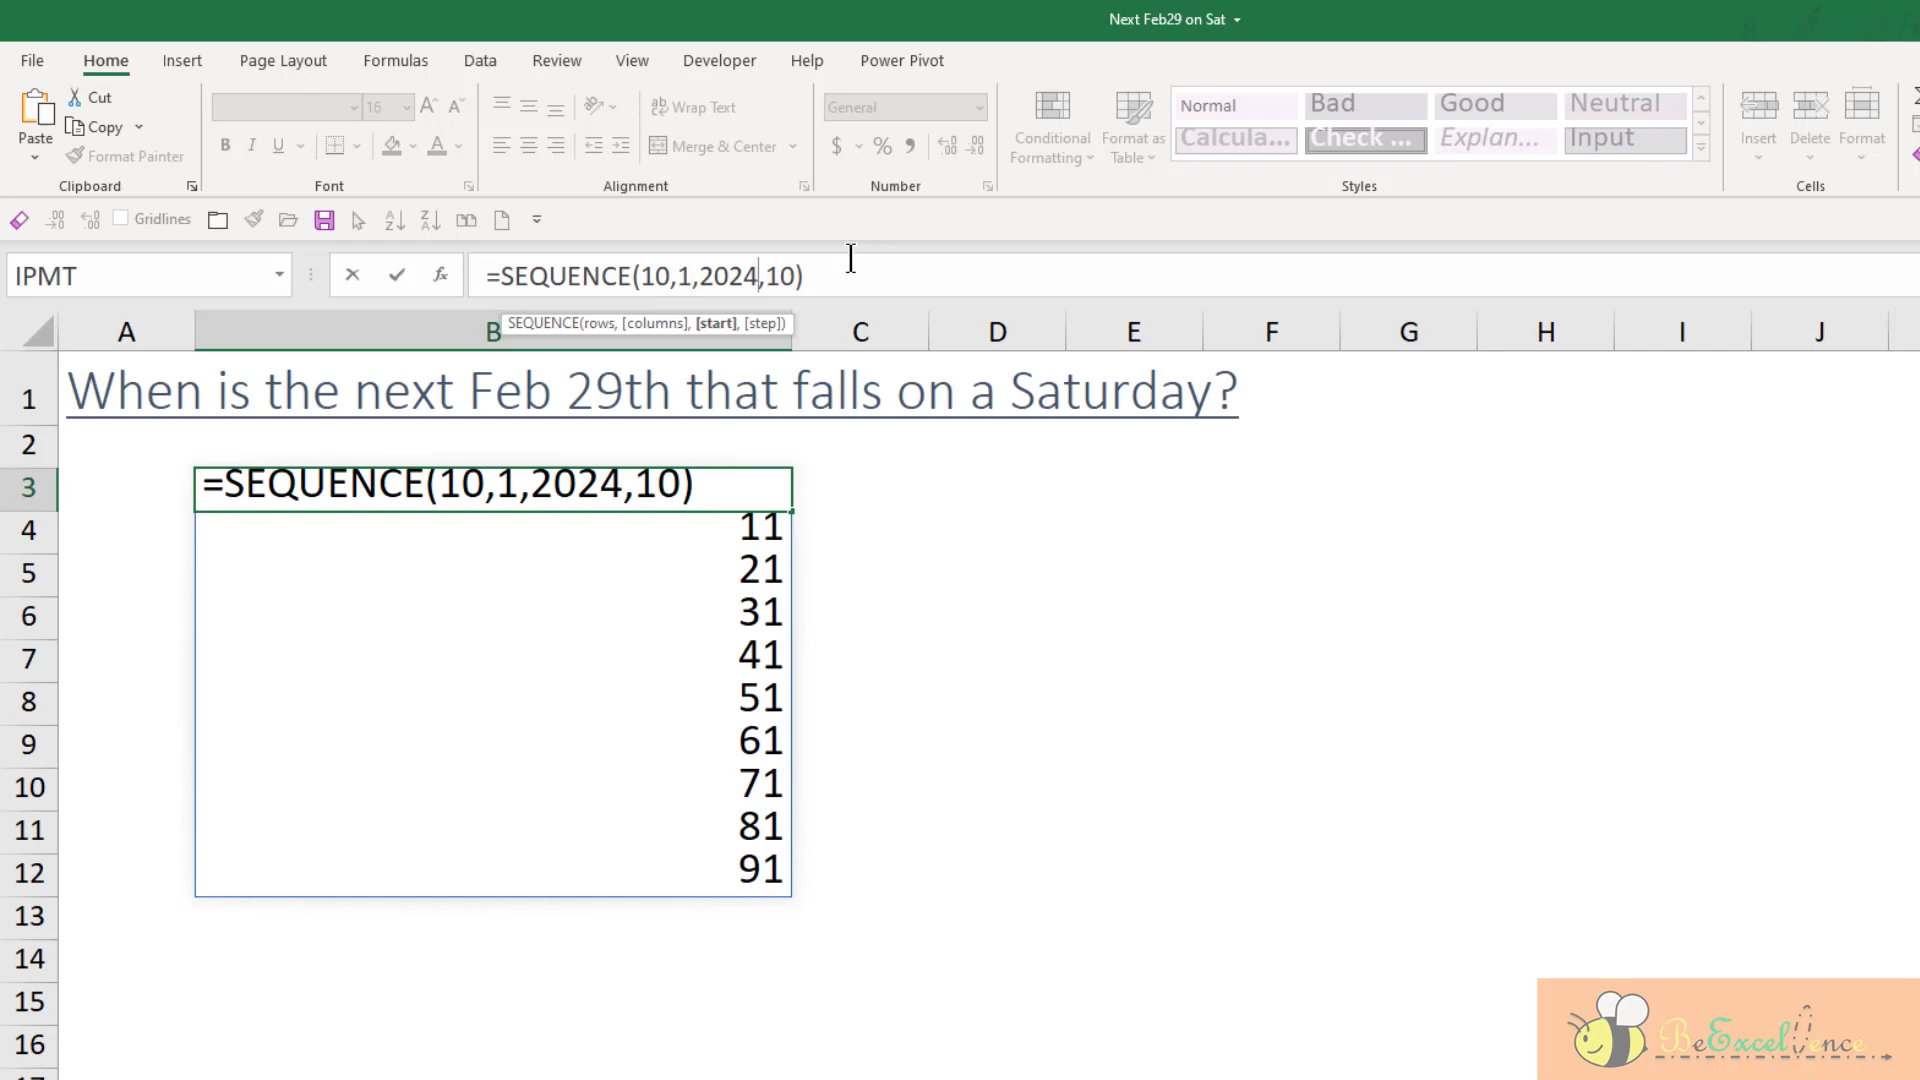 Next Feb29 on Sat
File Home Insert Page Layout Formulas Data Review View Developer Help Power Pivot
Paste
Cut
Copy
Format Painter
Clipboard
16
A A
B I U
A
Font
ab Wrap Text
Merge & Center
Alignment
General
$ %
Number
Conditional Formatting
Format as Table
Normal Bad Good Neutral
Calcula... Check ... Explan... Input
Styles
Insert Delete Format
Cells
Gridlines
IPMT
fx
=SEQUENCE(10,1,2024,10)
SEQUENCE(rows, [columns], [start], [step])
A B C D E F G H I J
1 When is the next Feb 29th that falls on a Saturday?
2
3 =SEQUENCE(10,1,2024,10)
4 11
5 21
6 31
7 41
8 51
9 61
10 71
11 81
12 91
13
14
15
16
BeExcellence